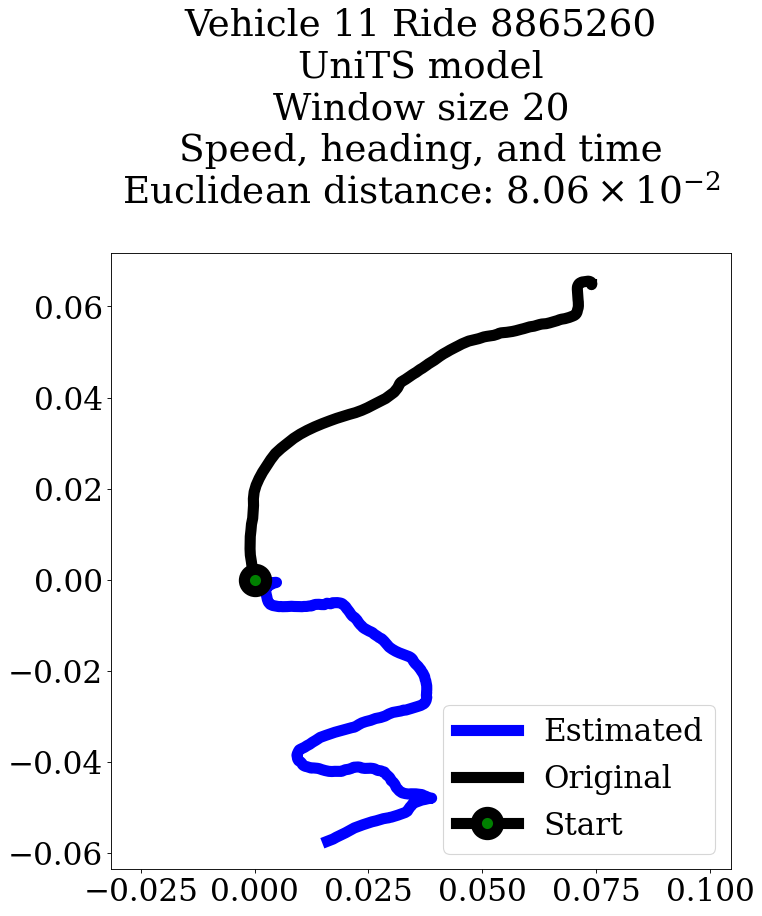 Vehicle 11 Ride 8865260
UniTS model
Window size 20
Speed, heading, and time
Euclidean distance: 8.06 × 10⁻²
0.06
0.04
0.02
0.00
−0.02
−0.04
−0.06
Estimated
Original
Start
−0.025 0.000 0.025 0.050 0.075 0.100